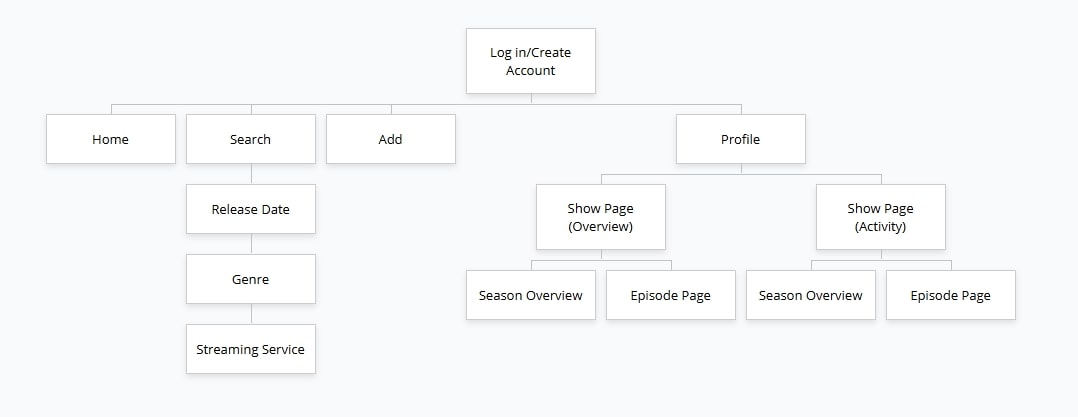 Log in/Create
Account
Home
Search
Add
Profile
Release Date
Show Page
(Overview)
Show Page
(Activity)
Genre
Season Overview
Episode Page
Season Overview
Episode Page
Streaming Service